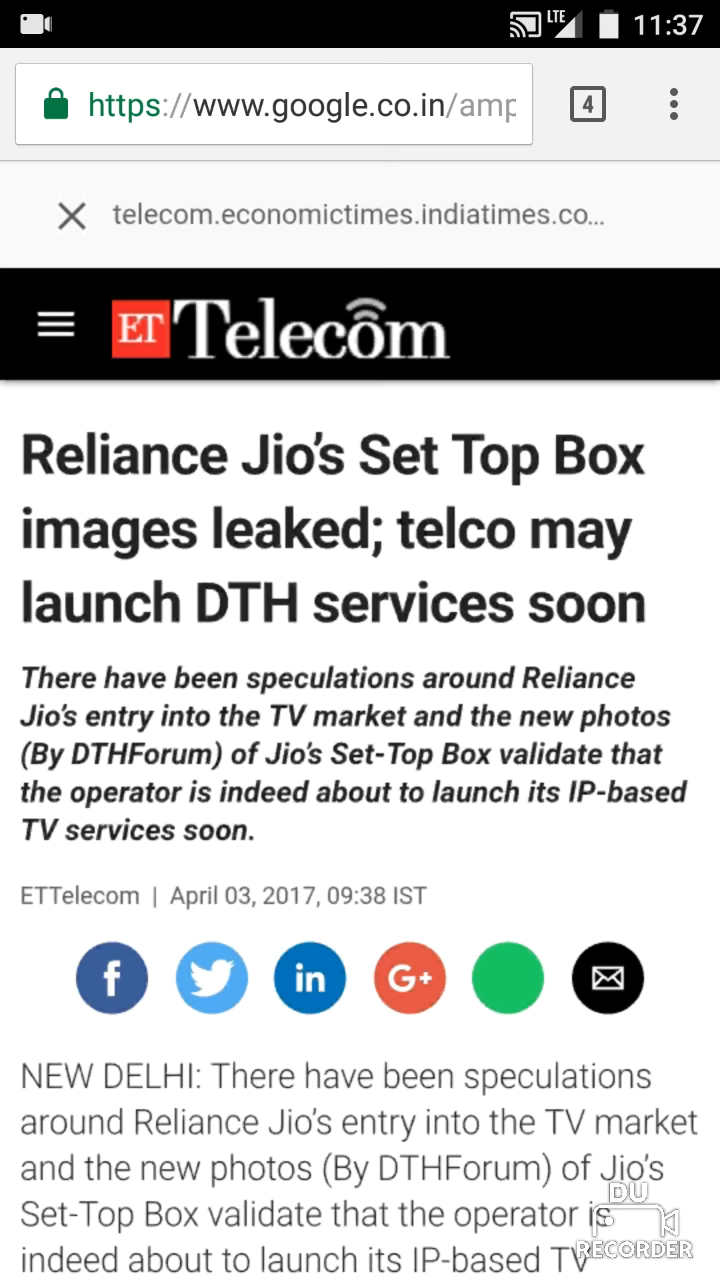 LTE 11:37
https://www.google.co.in/amp
4
telecom.economictimes.indiatimes.co...
ET Telecom
Reliance Jio's Set Top Box
images leaked; telco may
launch DTH services soon
There have been speculations around Reliance
Jio's entry into the TV market and the new photos
(By DTHForum) of Jio's Set-Top Box validate that
the operator is indeed about to launch its IP-based
TV services soon.
ETTelecom | April 03, 2017, 09:38 IST
f in G+
NEW DELHI: There have been speculations
around Reliance Jio's entry into the TV market
and the new photos (By DTHForum) of Jio's
Set-Top Box validate that the operator is
indeed about to launch its IP-based TV
DU
RECORDER